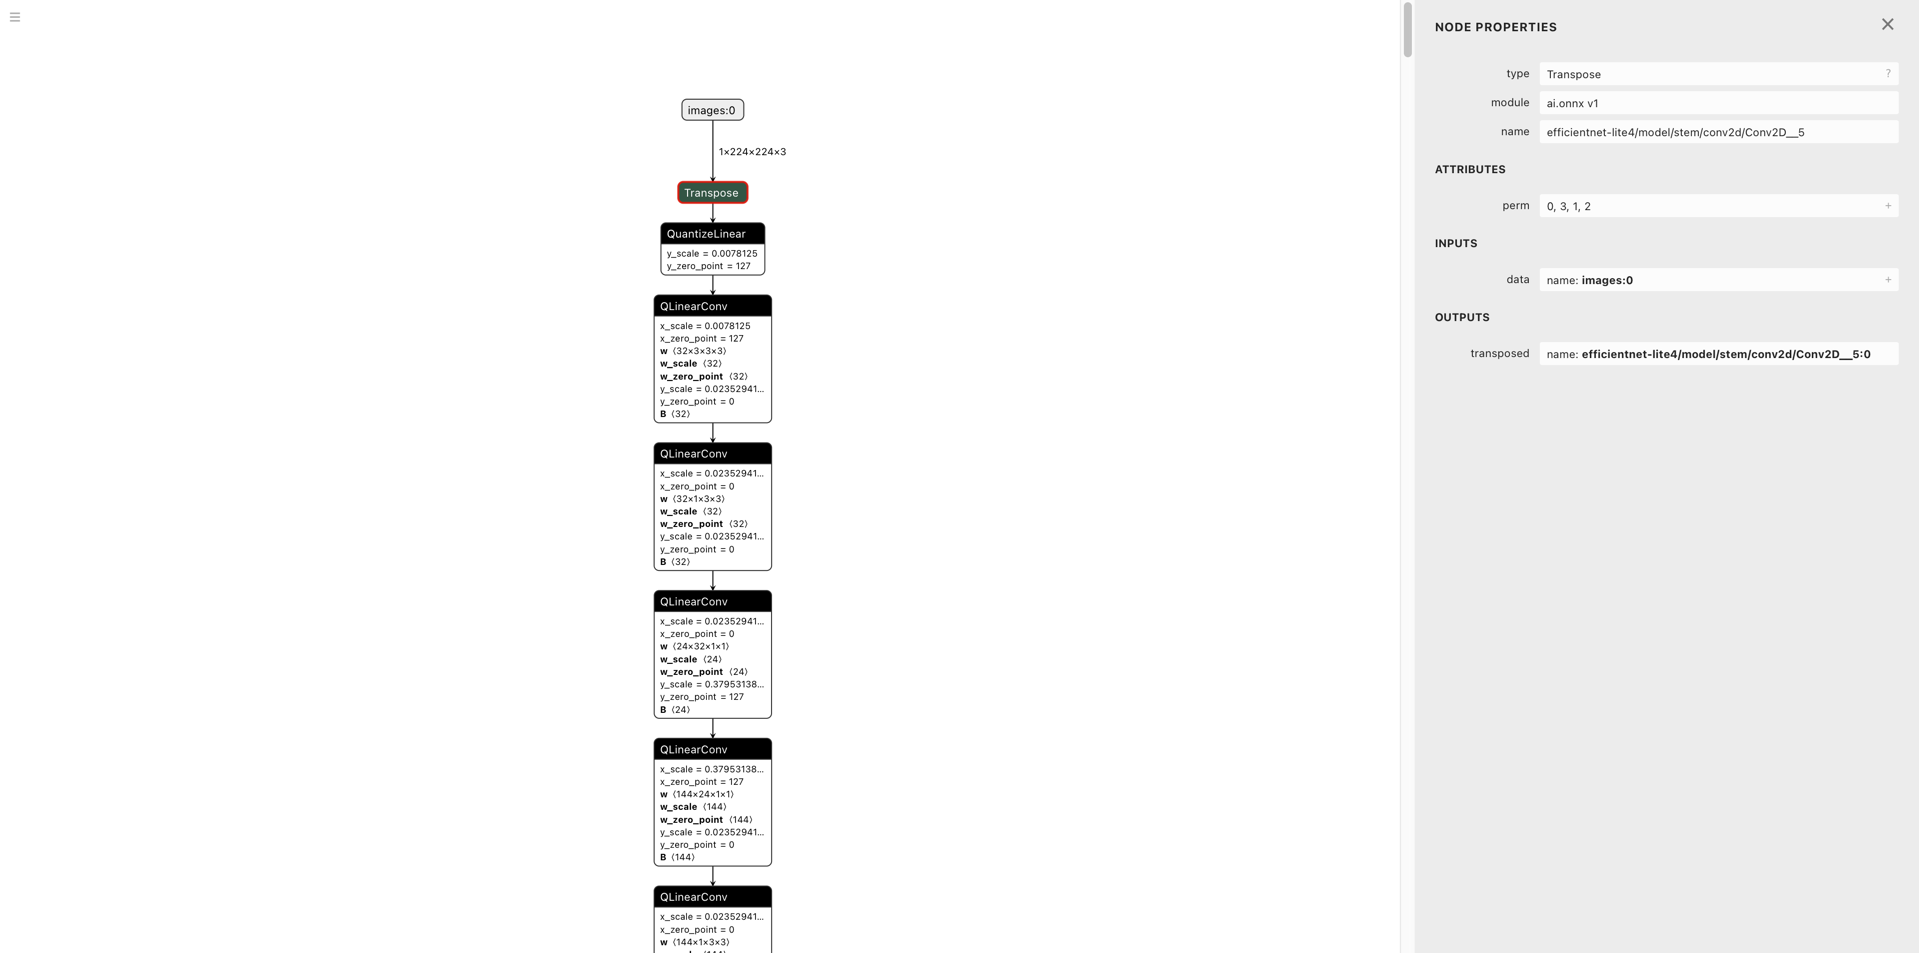 images:0
1×224×224×3
Transpose
QuantizeLinear
y_scale = 0.0078125
y_zero_point = 127
QLinearConv
x_scale = 0.0078125
x_zero_point = 127
w ⟨32×3×3×3⟩
w_scale ⟨32⟩
w_zero_point ⟨32⟩
y_scale = 0.02352941…
y_zero_point = 0
B ⟨32⟩
QLinearConv
x_scale = 0.02352941…
x_zero_point = 0
w ⟨32×1×3×3⟩
w_scale ⟨32⟩
w_zero_point ⟨32⟩
y_scale = 0.02352941…
y_zero_point = 0
B ⟨32⟩
QLinearConv
x_scale = 0.02352941…
x_zero_point = 0
w ⟨24×32×1×1⟩
w_scale ⟨24⟩
w_zero_point ⟨24⟩
y_scale = 0.37953138…
y_zero_point = 127
B ⟨24⟩
QLinearConv
x_scale = 0.37953138…
x_zero_point = 127
w ⟨144×24×1×1⟩
w_scale ⟨144⟩
w_zero_point ⟨144⟩
y_scale = 0.02352941…
y_zero_point = 0
B ⟨144⟩
QLinearConv
x_scale = 0.02352941…
x_zero_point = 0
w ⟨144×1×3×3⟩
NODE PROPERTIES
type Transpose ?
module ai.onnx v1
name efficientnet-lite4/model/stem/conv2d/Conv2D__5
ATTRIBUTES
perm 0, 3, 1, 2 +
INPUTS
data name: images:0 +
OUTPUTS
transposed name: efficientnet-lite4/model/stem/conv2d/Conv2D__5:0